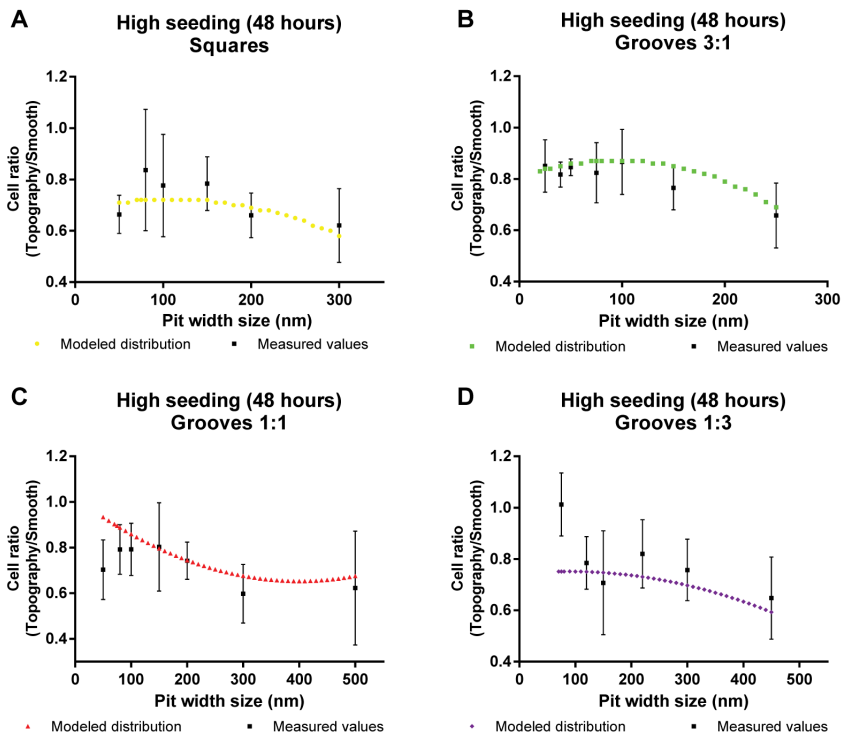 A
High seeding (48 hours)
Squares
Cell ratio
(Topography/Smooth)
1.2
1.0
0.8
0.6
0.4
0 100 200 300
Pit width size (nm)
Modeled distribution Measured values
B
High seeding (48 hours)
Grooves 3:1
Cell ratio
(Topography/Smooth)
1.2
1.0
0.8
0.6
0.4
0 100 200 300
Pit width size (nm)
Modeled distribution Measured values
C
High seeding (48 hours)
Grooves 1:1
Cell ratio
(Topography/Smooth)
1.2
1.0
0.8
0.6
0.4
0 100 200 300 400 500
Pit width size (nm)
Modeled distribution Measured values
D
High seeding (48 hours)
Grooves 1:3
Cell ratio
(Topography/Smooth)
1.2
1.0
0.8
0.6
0.4
0 100 200 300 400 500
Pit width size (nm)
Modeled distribution Measured values